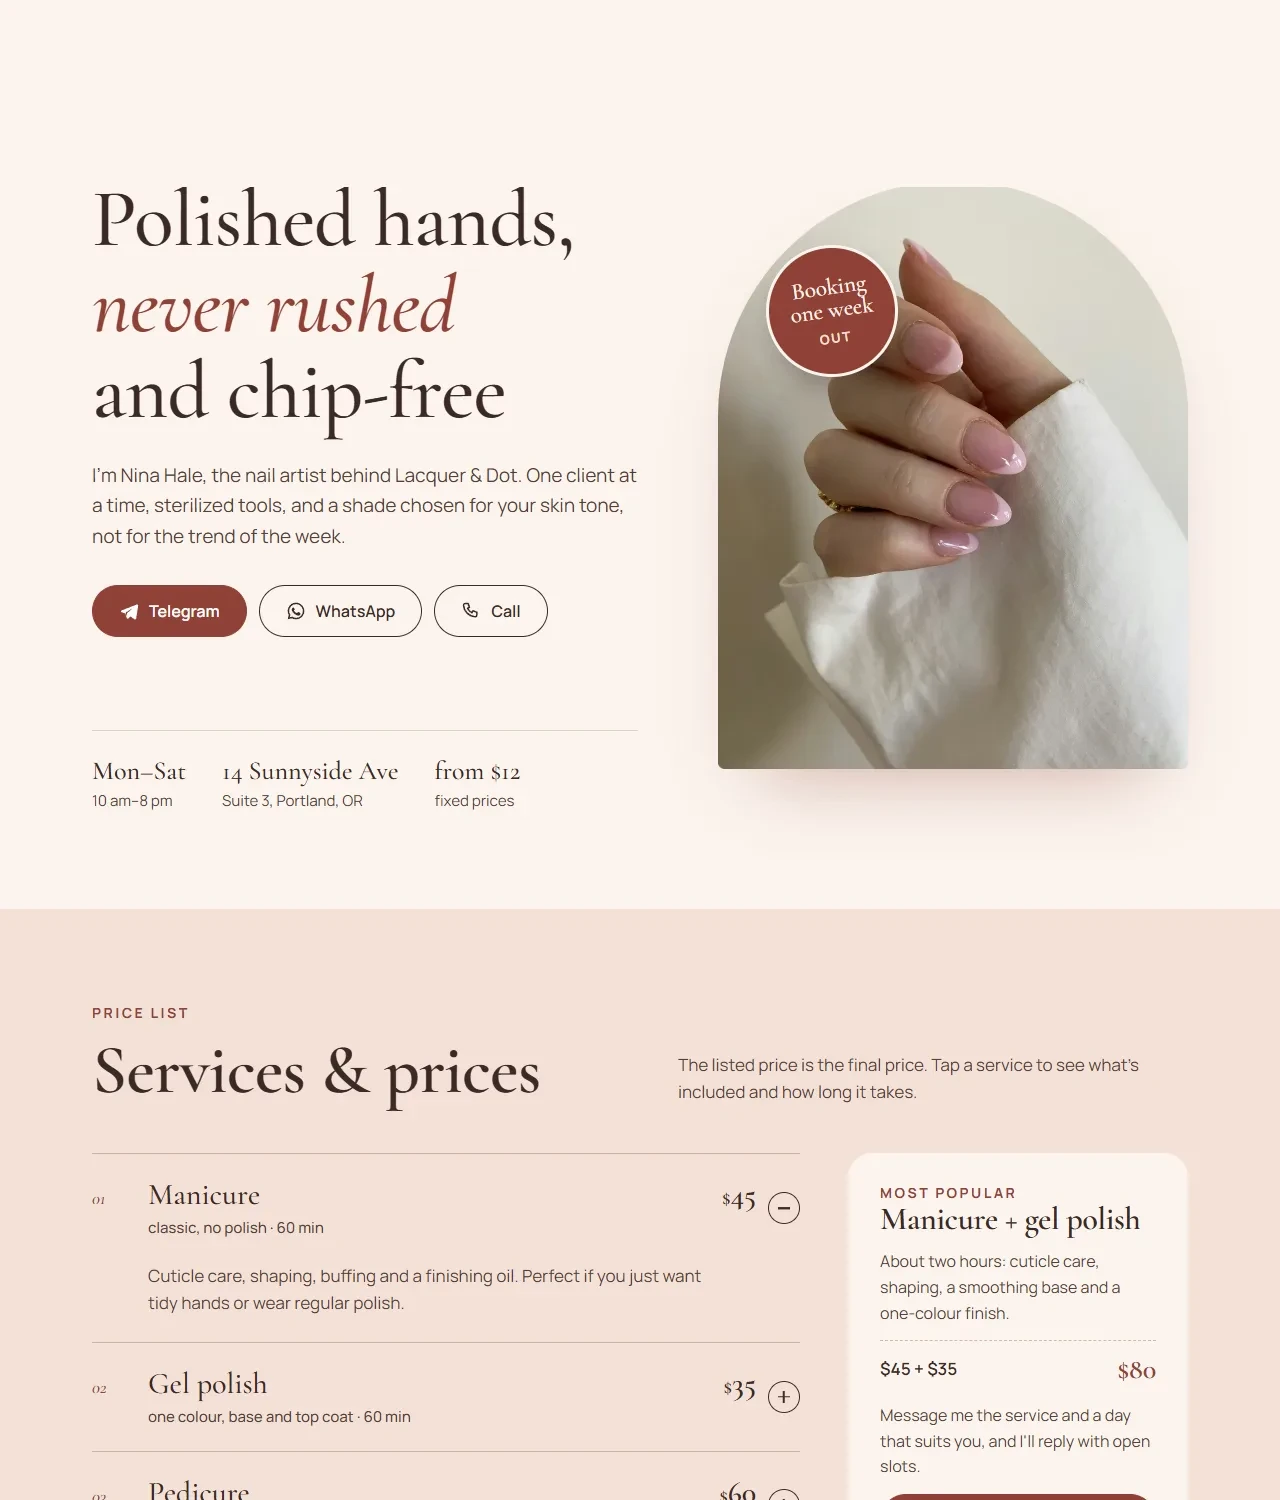 Polished hands,
never rushed
and chip-free
I'm Nina Hale, the nail artist behind Lacquer & Dot. One client at
a time, sterilized tools, and a shade chosen for your skin tone,
not for the trend of the week.
Telegram
WhatsApp
Call
Mon–Sat
10 am–8 pm
14 Sunnyside Ave
Suite 3, Portland, OR
from $12
fixed prices
Booking
one week
OUT
PRICE LIST
Services & prices
The listed price is the final price. Tap a service to see what's
included and how long it takes.
01
Manicure
classic, no polish · 60 min
$45
Cuticle care, shaping, buffing and a finishing oil. Perfect if you just want
tidy hands or wear regular polish.
02
Gel polish
one colour, base and top coat · 60 min
$35
03
Pedicure
$60
MOST POPULAR
Manicure + gel polish
About two hours: cuticle care,
shaping, a smoothing base and a
one-colour finish.
$45 + $35
$80
Message me the service and a day
that suits you, and I'll reply with open
slots.